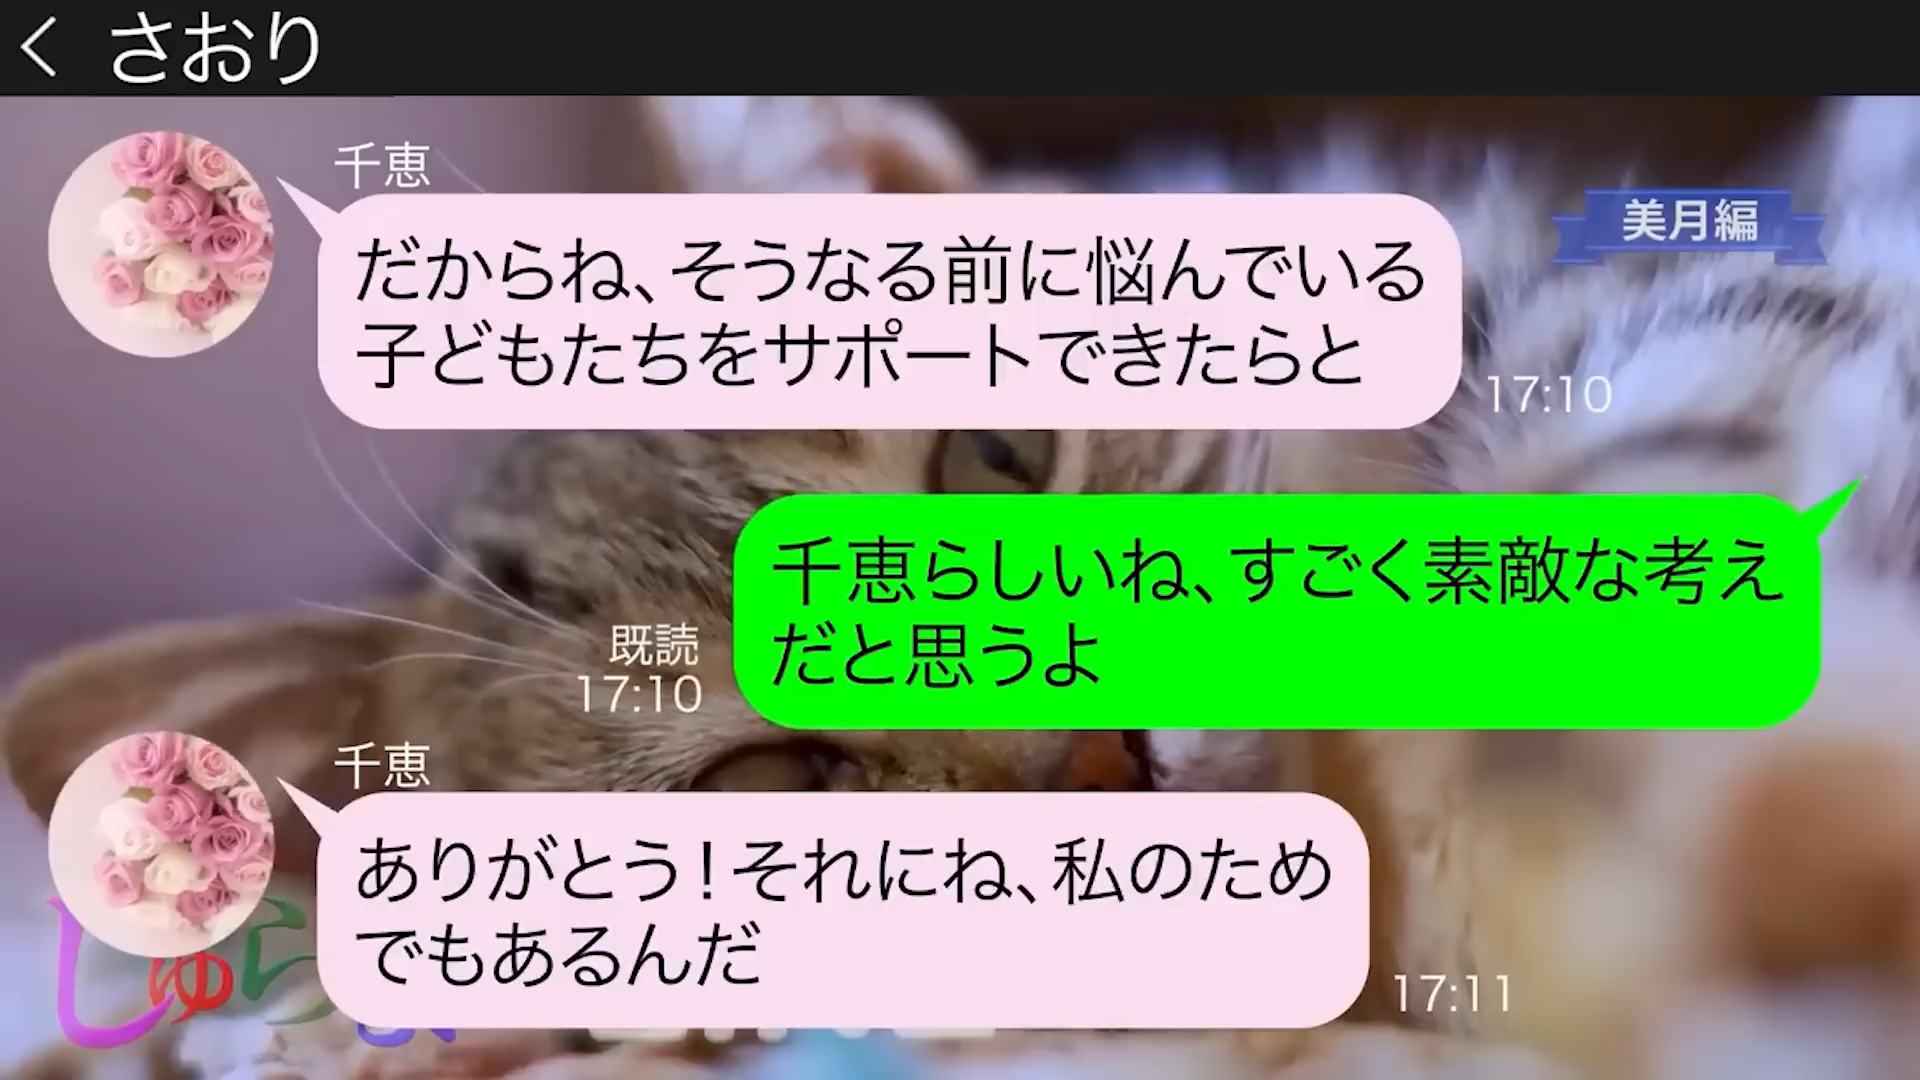 さおり
千恵
美月編
だからね、そうなる前に悩んでいる
子どもたちをサポートできたらと
17:10
千恵らしいね、すごく素敵な考え
だと思うよ
既読
17:10
千恵
ありがとう!それにね、私のため
でもあるんだ
17:11
しゅら